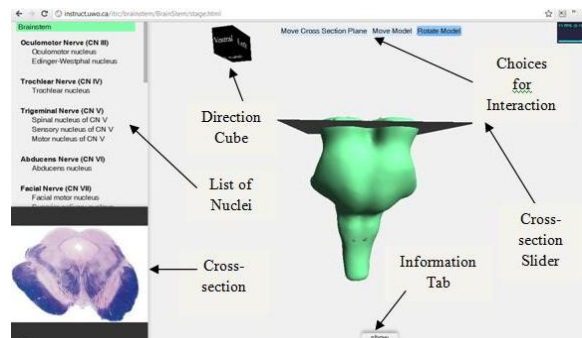 instruct.uwo.ca/itrc/brainstem/BrainStem/stage.html
Brainstem
Oculomotor Nerve (CN III)
Oculomotor nucleus
Edinger-Westphal nucleus
Trochlear Nerve (CN IV)
Trochlear nucleus
Trigeminal Nerve (CN V)
Spinal nucleus of CN V
Sensory nucleus of CN V
Motor nucleus of CN V
Abducens Nerve (CN VI)
Abducens nucleus
Facial Nerve (CN VII)
Facial motor nucleus
Ventral Left
Move Cross Section Plane Move Model Rotate Model
Direction
Cube
Choices
for
Interaction
List of
Nuclei
Cross-
section
Cross-
section
Slider
Information
Tab
show